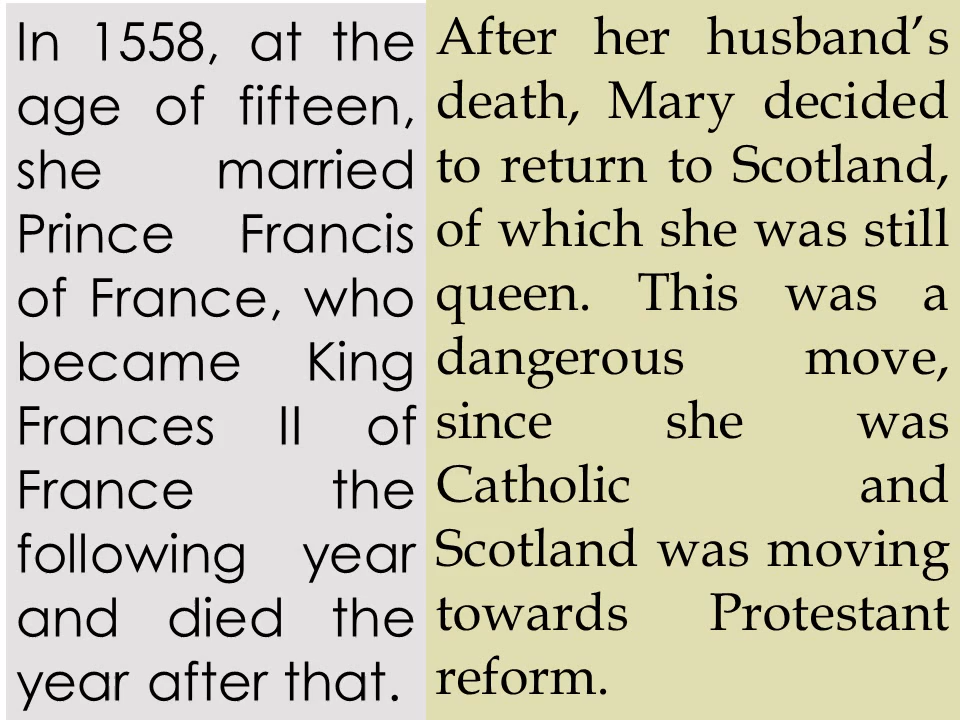 In 1558, at the
age of fifteen,
she married
Prince Francis
of France, who
became King
Frances II of
France the
following year
and died the
year after that.
After her husband’s
death, Mary decided
to return to Scotland,
of which she was still
queen. This was a
dangerous move,
since she was
Catholic and
Scotland was moving
towards Protestant
reform.